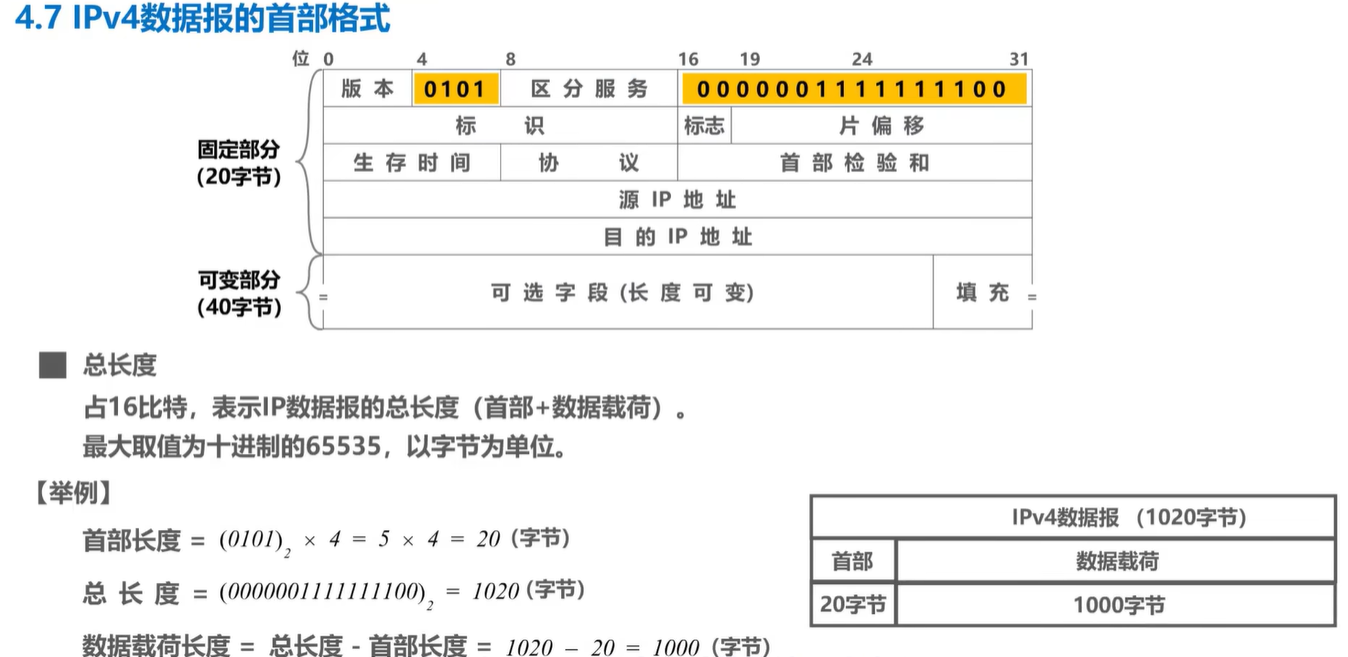 4.7 IPv4数据报的首部格式
位 0 4 8 16 19 24 31
版本 0101 区分服务 0000001111111100
标识 标志 片偏移
固定部分
(20字节)
生存时间 协议 首部检验和
源 IP 地址
目的 IP 地址
可变部分
(40字节)
= 可选字段 (长度可变) 填充 =
总长度
占16比特，表示IP数据报的总长度（首部+数据载荷）。
最大取值为十进制的65535，以字节为单位。
【举例】
首部长度 = (0101)2 × 4 = 5 × 4 = 20 (字节)
总长度 = (0000001111111100)2 = 1020 (字节)
数据载荷长度 = 总长度 - 首部长度 = 1020 − 20 = 1000 (字节)
IPv4数据报 （1020字节）
首部 数据载荷
20字节 1000字节